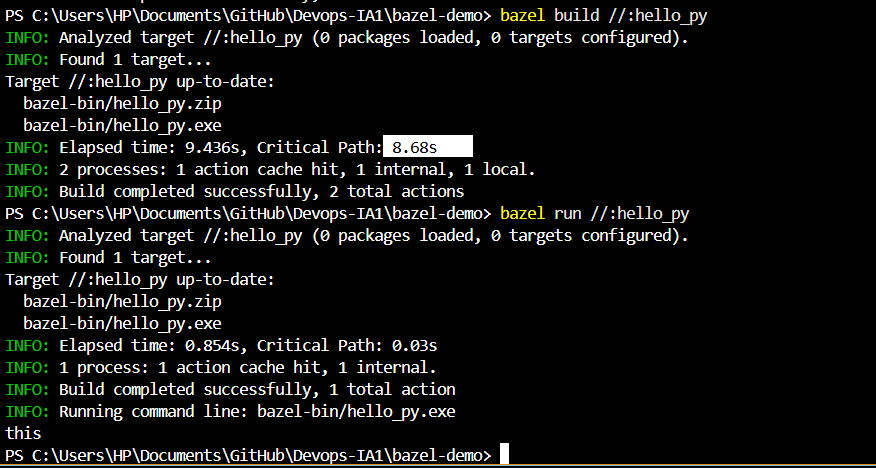 PS C:\Users\HP\Documents\GitHub\Devops-IA1\bazel-demo> bazel build //:hello_py
INFO: Analyzed target //:hello_py (0 packages loaded, 0 targets configured).
INFO: Found 1 target...
Target //:hello_py up-to-date:
  bazel-bin/hello_py.zip
  bazel-bin/hello_py.exe
INFO: Elapsed time: 9.436s, Critical Path: 8.68s
INFO: 2 processes: 1 action cache hit, 1 internal, 1 local.
INFO: Build completed successfully, 2 total actions
PS C:\Users\HP\Documents\GitHub\Devops-IA1\bazel-demo> bazel run //:hello_py
INFO: Analyzed target //:hello_py (0 packages loaded, 0 targets configured).
INFO: Found 1 target...
Target //:hello_py up-to-date:
  bazel-bin/hello_py.zip
  bazel-bin/hello_py.exe
INFO: Elapsed time: 0.854s, Critical Path: 0.03s
INFO: 1 process: 1 action cache hit, 1 internal.
INFO: Build completed successfully, 1 total action
INFO: Running command line: bazel-bin/hello_py.exe
this
PS C:\Users\HP\Documents\GitHub\Devops-IA1\bazel-demo>